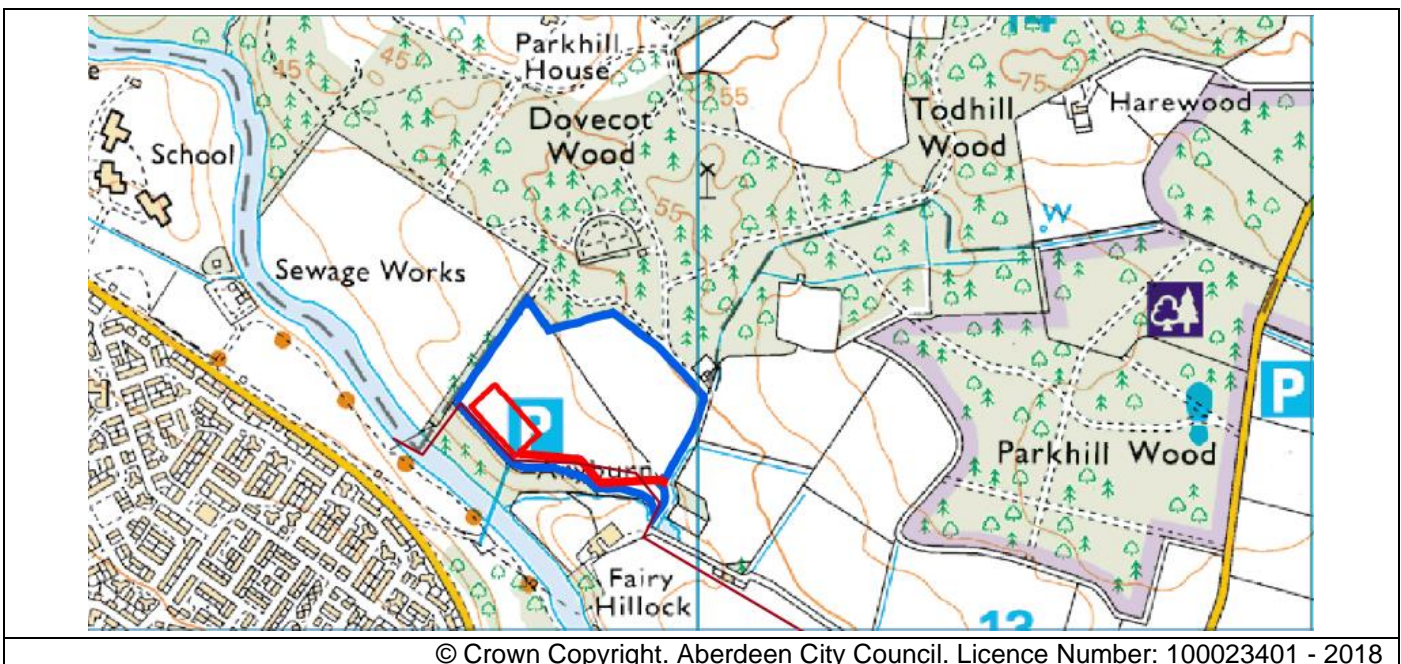 14
Parkhill
House
45
45
75
55
Harewood
Dovecot
Wood
Todhill
Wood
School
55
W
Sewage Works
P
P
Parkhill Wood
Fairy
Hillock
13
© Crown Copyright. Aberdeen City Council. Licence Number: 100023401 - 2018